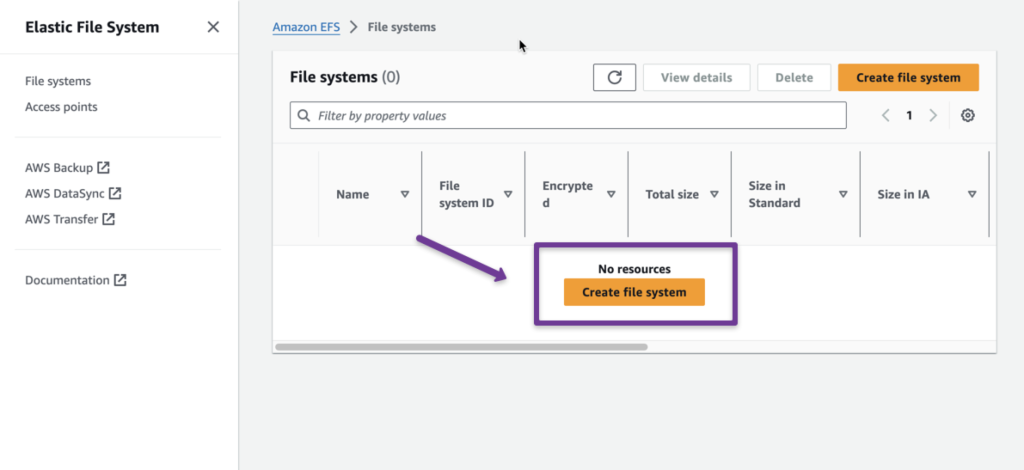 Elastic File System
File systems
Access points
AWS Backup
AWS DataSync
AWS Transfer
Documentation
Amazon EFS > File systems
File systems (0)
View details
Delete
Create file system
Filter by property values
1
Name
File
system ID
Encrypte
d
Total size
Size in
Standard
Size in IA
No resources
Create file system